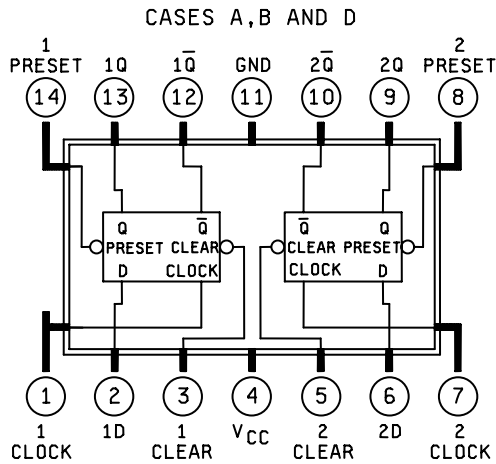 CASES A,B AND D
1 PRESET 1Q 1Q̅ GND 2Q̅ 2Q 2 PRESET
14 13 12 11 10 9 8
Q Q̅ Q̅ Q
PRESET CLEAR CLEAR PRESET
D CLOCK CLOCK D
1 2 3 4 5 6 7
1 CLOCK 1D 1 CLEAR VCC 2 CLEAR 2D 2 CLOCK